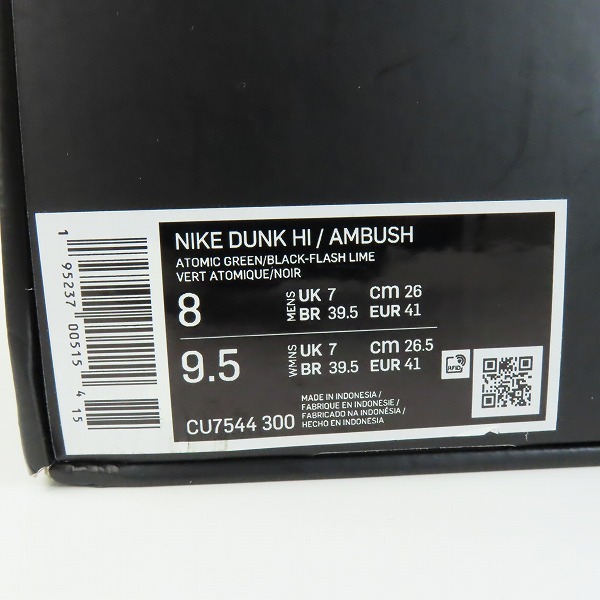 NIKE DUNK HI / AMBUSH
ATOMIC GREEN/BLACK-FLASH LIME
VERT ATOMIQUE/NOIR
8 MENS UK 7 cm 26
BR 39.5 EUR 41
9.5 WMNS UK 7 cm 26.5
BR 39.5 EUR 41
RFID
CU7544 300
MADE IN INDONESIA /
FABRIQUE EN INDONESIE /
FABRICADO NA INDONÉSIA /
HECHO EN INDONESIA
1 95237 00515 4 15